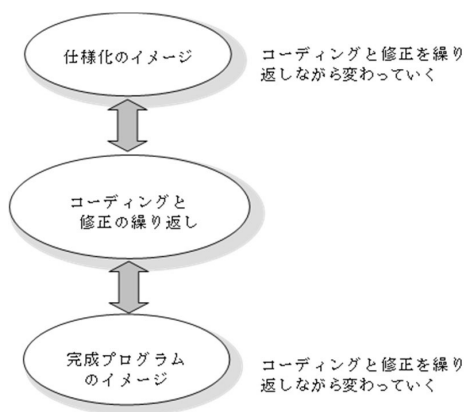 仕様化のイメージ
コーディングと修正を繰り
返しながら変わっていく
コーディングと
修正の繰り返し
完成プログラム
のイメージ
コーディングと修正を繰り
返しながら変わっていく